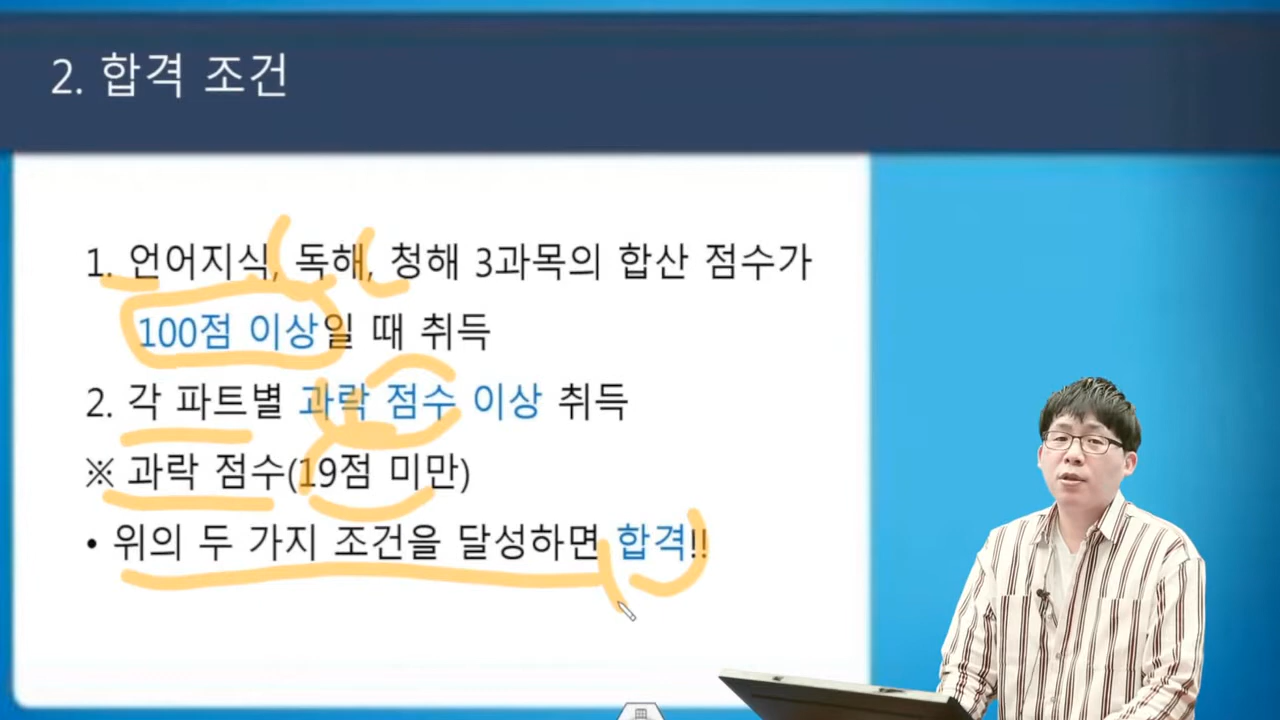 2. 합격 조건
1. 언어지식, 독해, 청해 3과목의 합산 점수가
100점 이상일 때 취득
2. 각 파트별 과락 점수 이상 취득
※ 과락 점수(19점 미만)
• 위의 두 가지 조건을 달성하면 합격!!